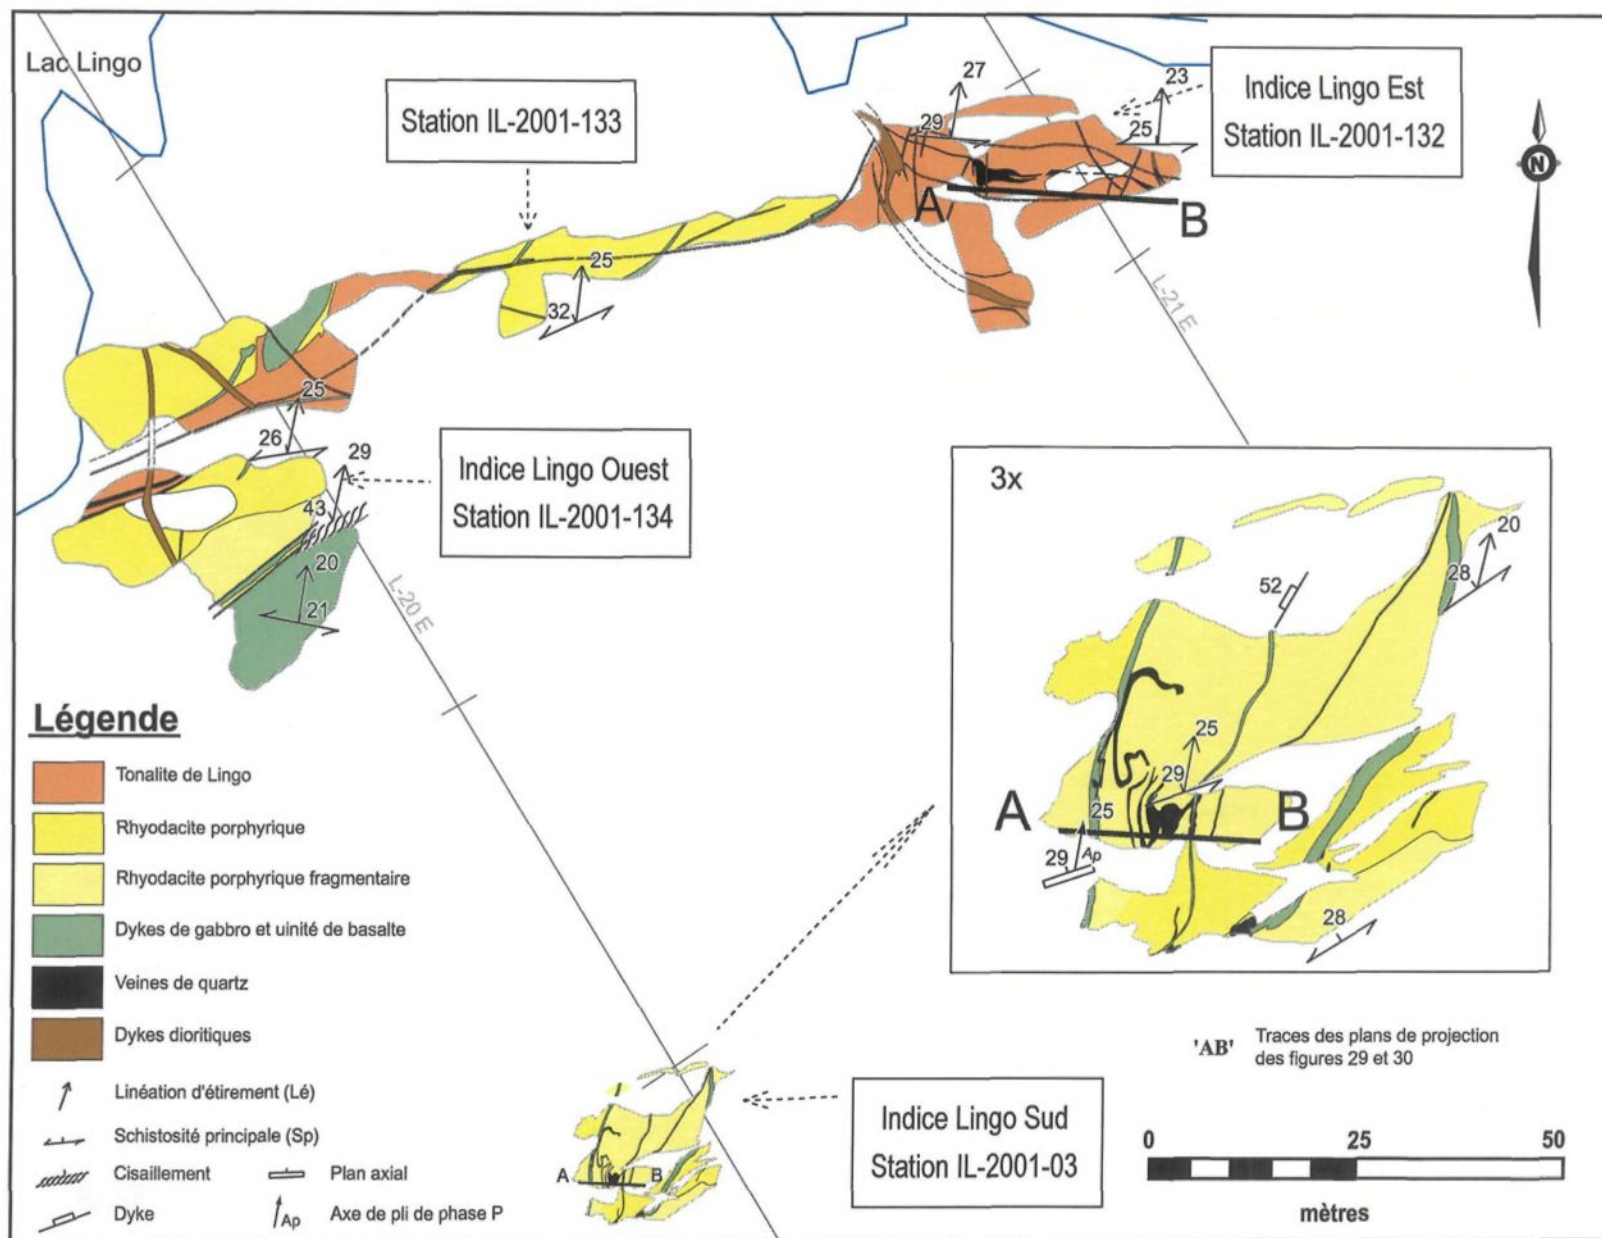 Lac Lingo
Station IL-2001-133
27
29
23
25
Indice Lingo Est
Station IL-2001-132
N
A
B
L-21 E
25
32
25
26
29
43
Indice Lingo Ouest
Station IL-2001-134
20
21
L-20 E
3x
20
28
52
25
29
A
B
25
29
Ap
28
Légende
Tonalite de Lingo
Rhyodacite porphyrique
Rhyodacite porphyrique fragmentaire
Dykes de gabbro et uinité de basalte
Veines de quartz
Dykes dioritiques
Linéation d'étirement (Lé)
Schistosité principale (Sp)
Cisaillement
Plan axial
Dyke
Ap
Axe de pli de phase P
A
B
Indice Lingo Sud
Station IL-2001-03
'AB' Traces des plans de projection
des figures 29 et 30
0 25 50
mètres